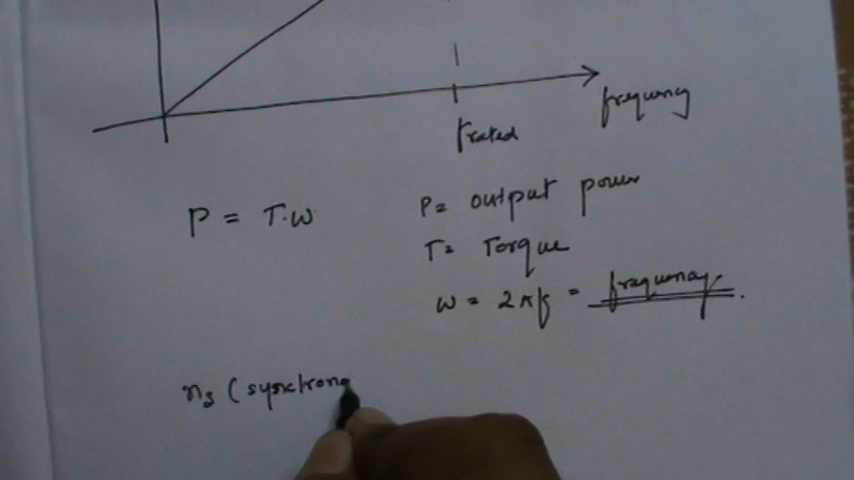 frequency
frated
P = T.W.
P= output power
T= Torque
W = 2πf = frequency.
ns (synchrono